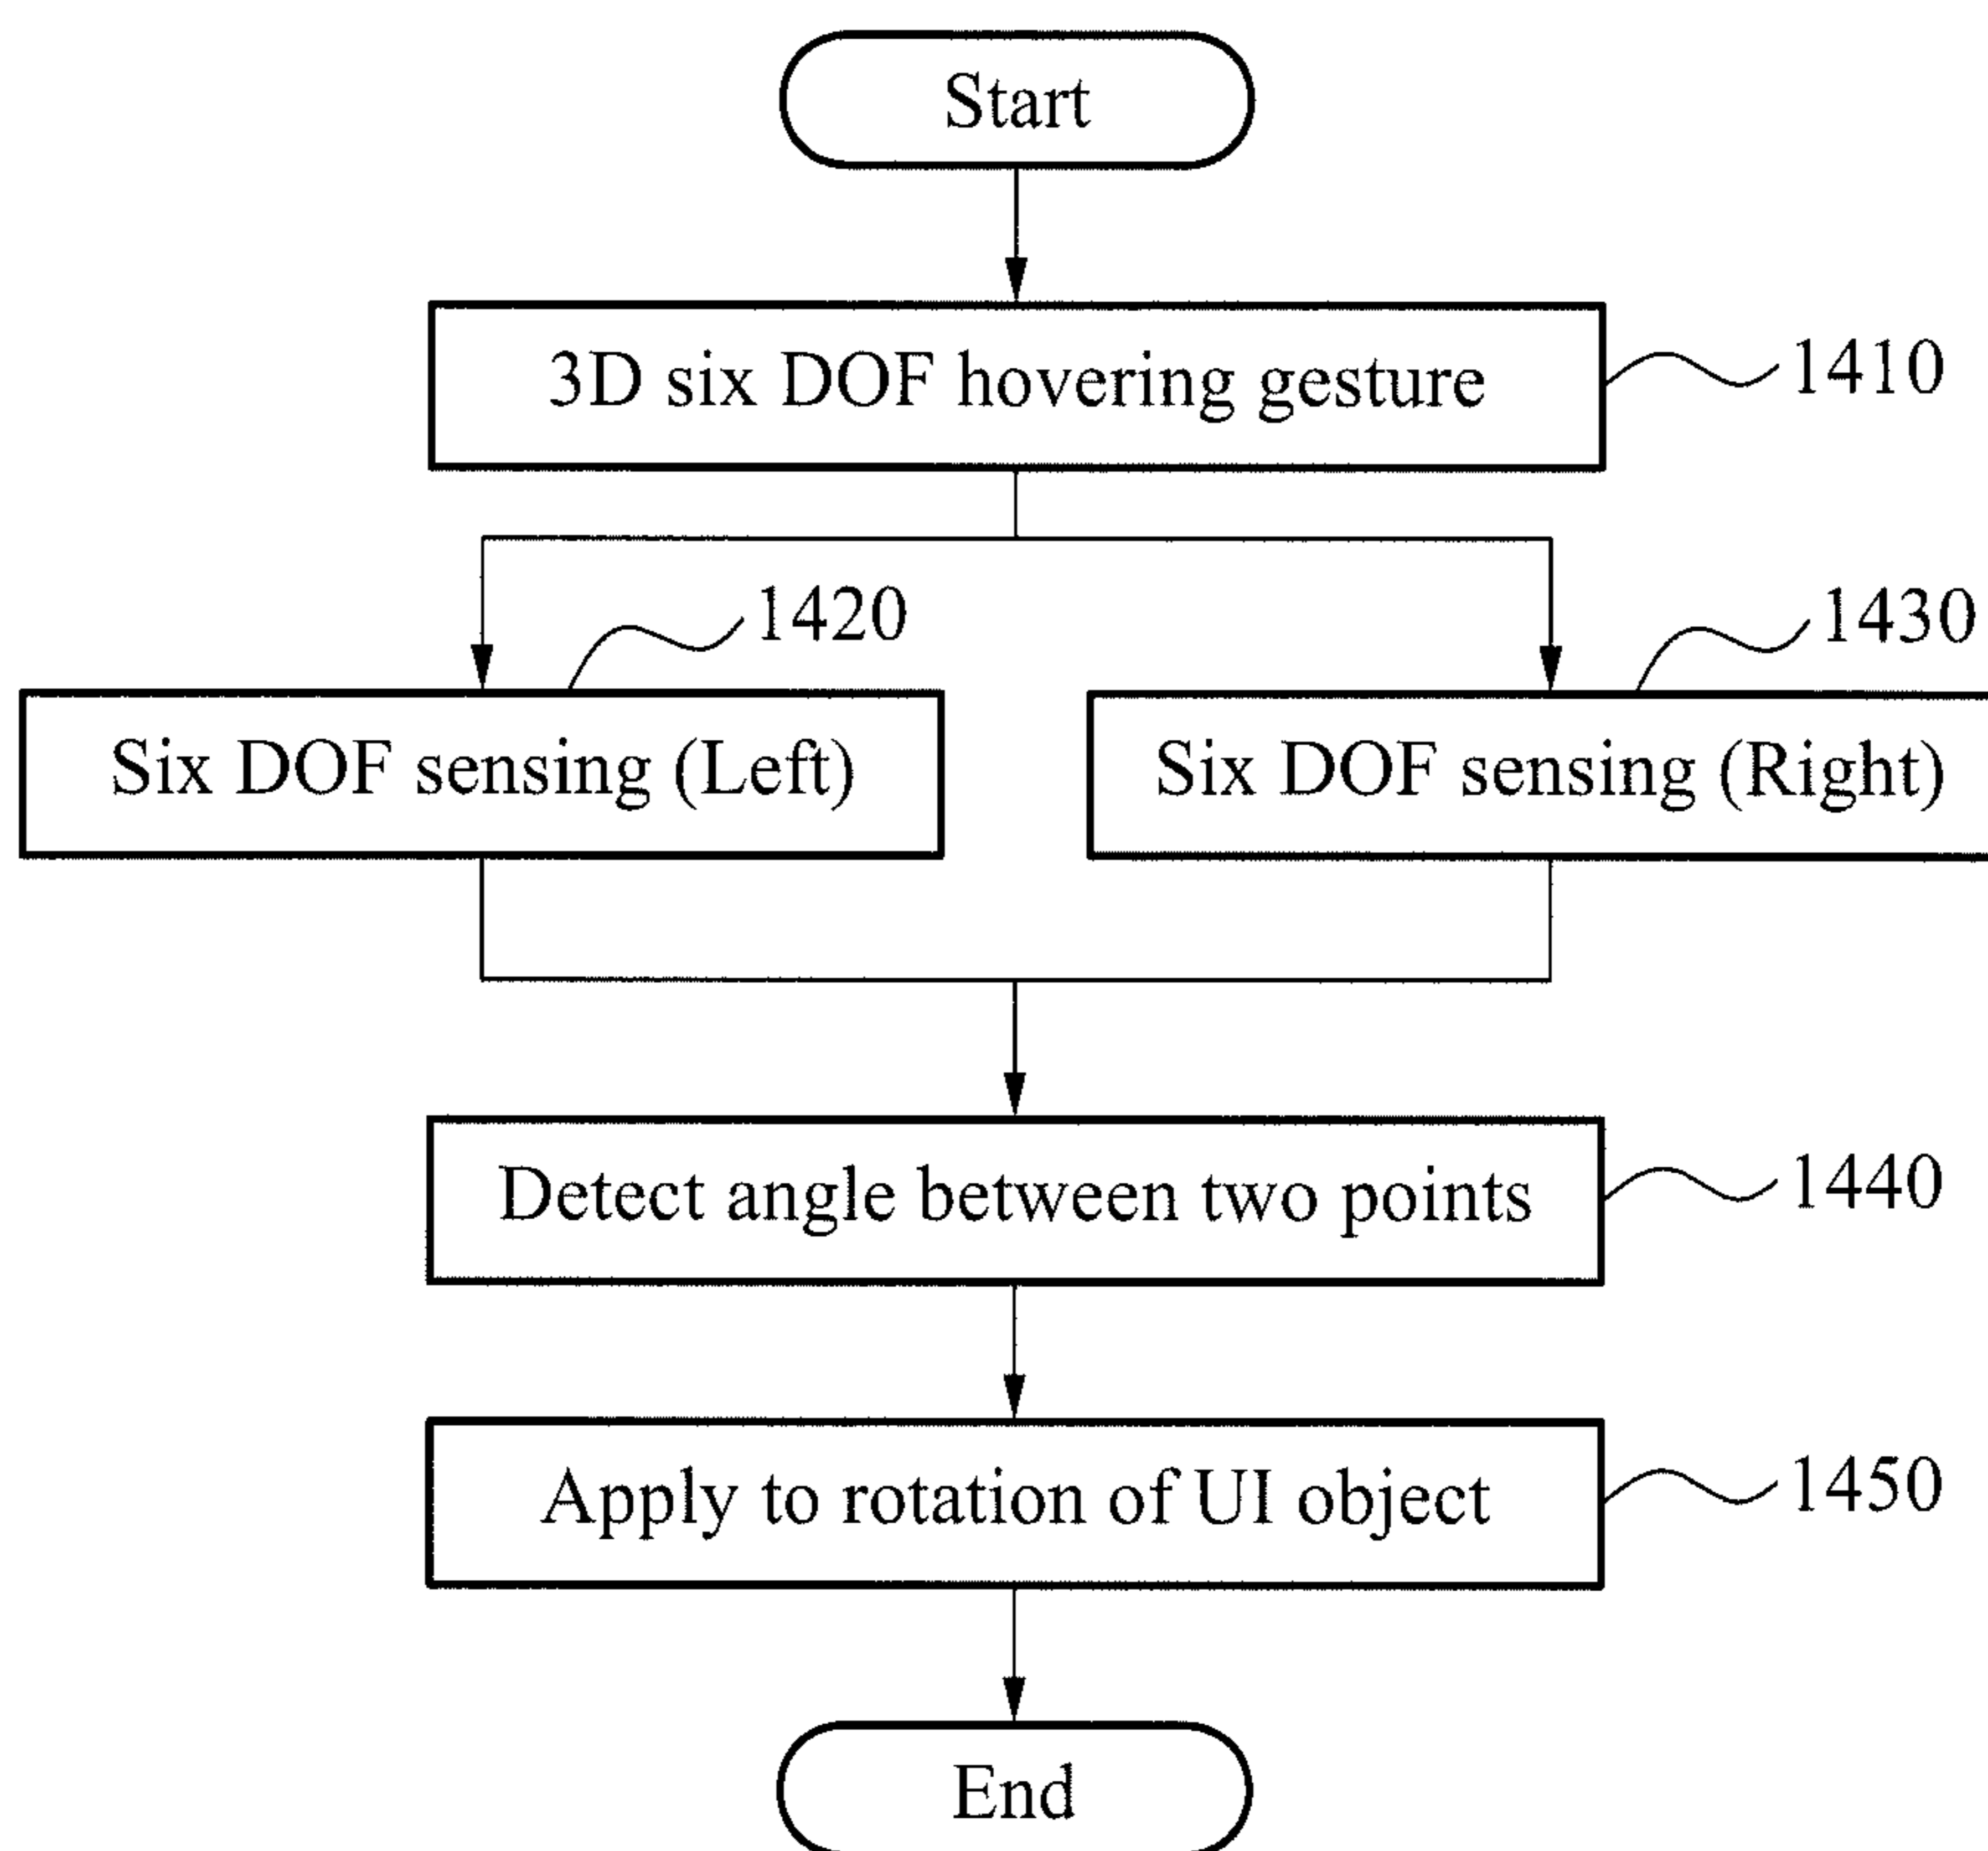 Start
3D six DOF hovering gesture
1410
1420
1430
Six DOF sensing (Left)
Six DOF sensing (Right)
Detect angle between two points
1440
Apply to rotation of UI object
1450
End